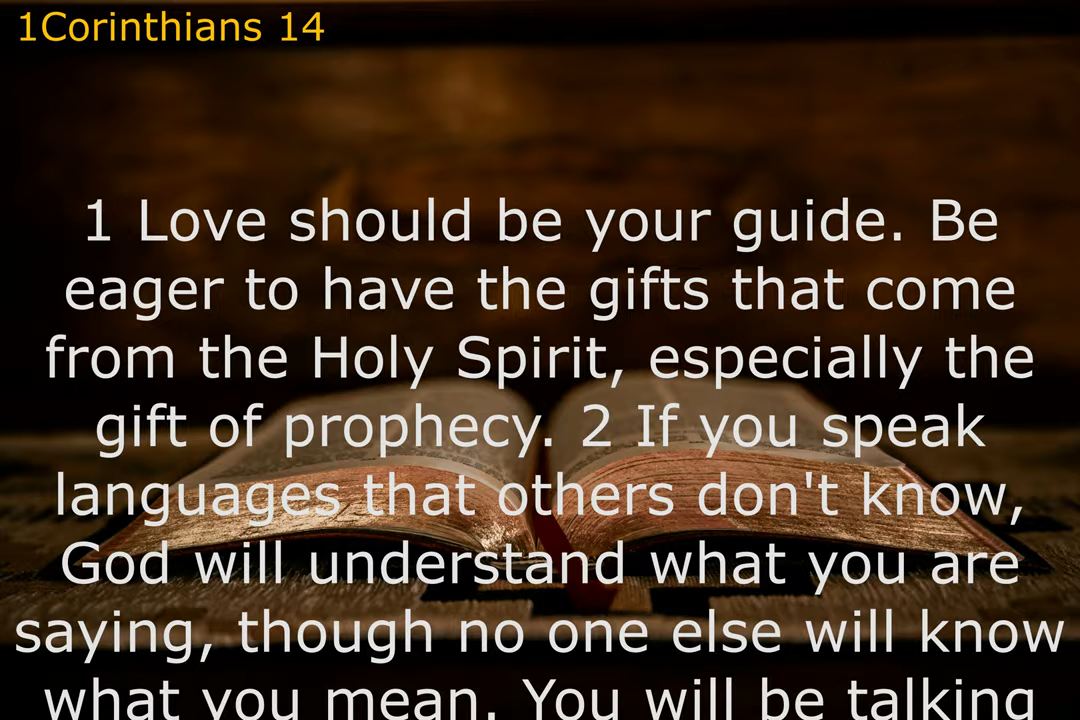 1Corinthians 14
1 Love should be your guide. Be
eager to have the gifts that come
from the Holy Spirit, especially the
gift of prophecy. 2 If you speak
languages that others don't know,
God will understand what you are
saying, though no one else will know
what you mean. You will be talking